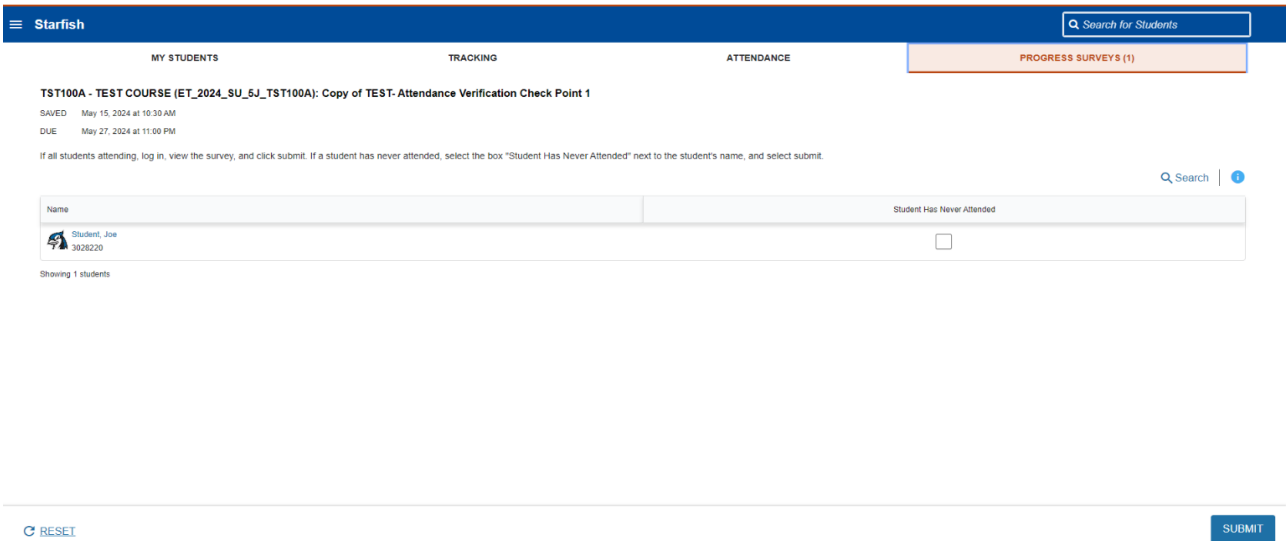 Starfish
Search for Students
MY STUDENTS TRACKING ATTENDANCE PROGRESS SURVEYS (1)
TST100A - TEST COURSE (ET_2024_SU_5J_TST100A): Copy of TEST- Attendance Verification Check Point 1
SAVED May 15, 2024 at 10:30 AM
DUE May 27, 2024 at 11:00 PM
If all students attending, log in, view the survey, and click submit. If a student has never attended, select the box "Student Has Never Attended" next to the student's name, and select submit.
Search
Name Student Has Never Attended
Student, Joe
3028220
Showing 1 students
RESET SUBMIT